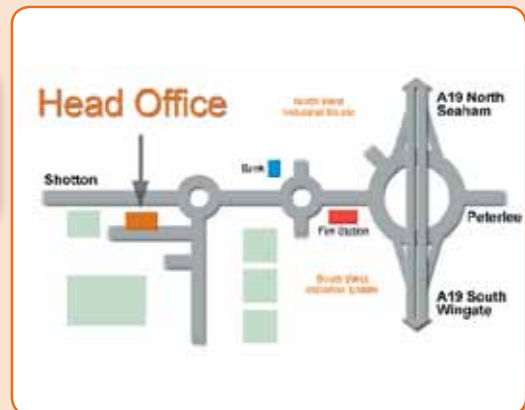 Head Office
North West
Industrial Estate
A19 North
Seaham
Bank
Shotton
Peterlee
Fire Station
South West
Industrial Estate
A19 South
Wingate